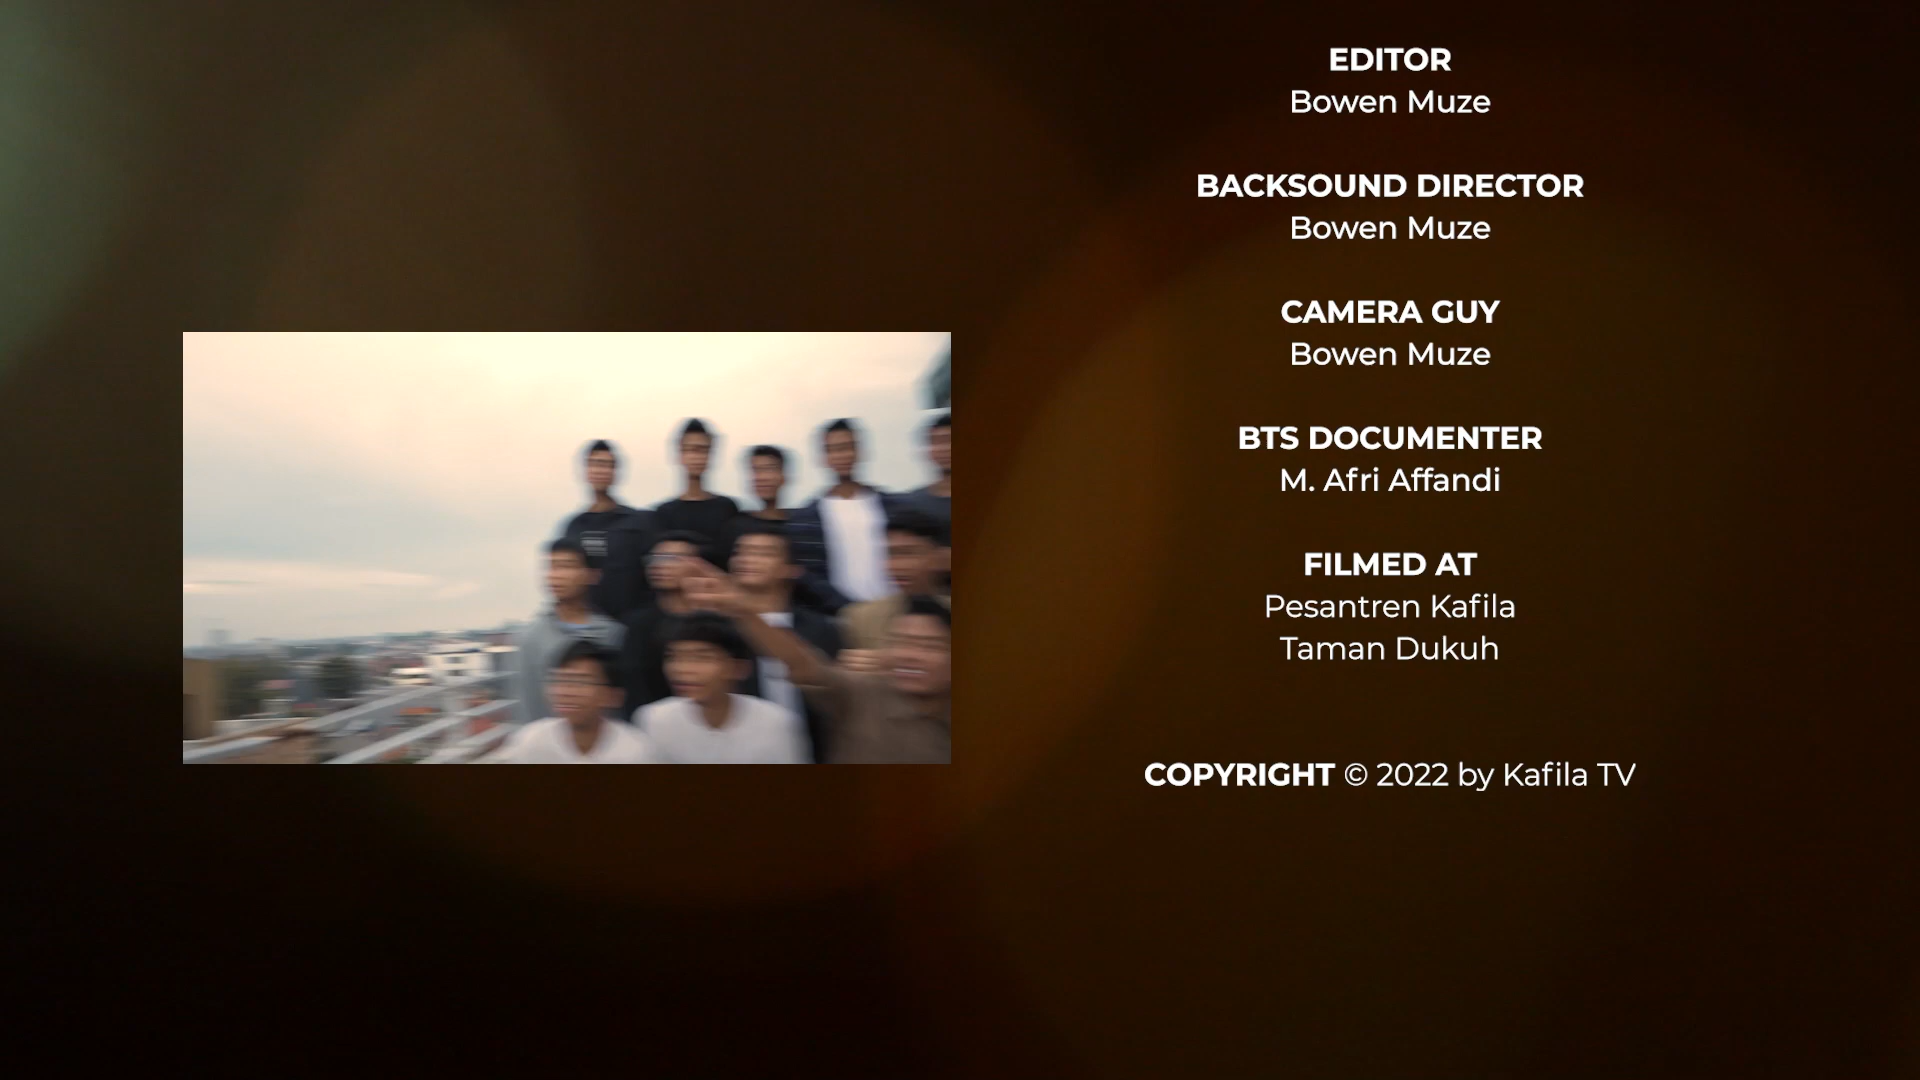 EDITOR
Bowen Muze
BACKSOUND DIRECTOR
Bowen Muze
CAMERA GUY
Bowen Muze
BTS DOCUMENTER
M. Afri Affandi
FILMED AT
Pesantren Kafila
Taman Dukuh
COPYRIGHT © 2022 by Kafila TV